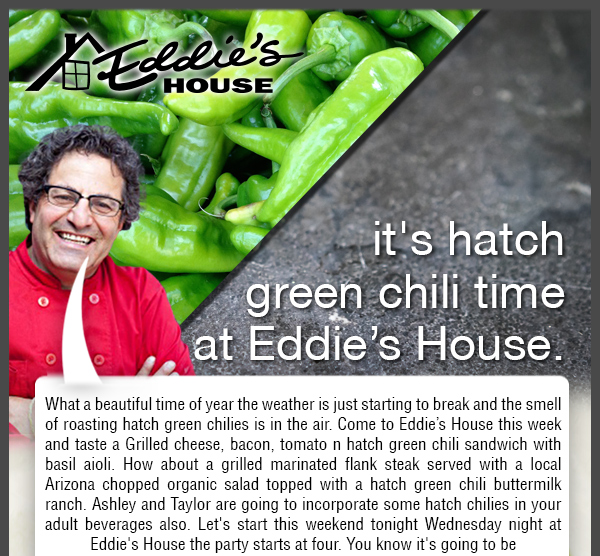 Eddie's
HOUSE
it's hatch
green chili time
at Eddie's House.
What a beautiful time of year the weather is just starting to break and the smell
of roasting hatch green chilies is in the air. Come to Eddie's House this week
and taste a Grilled cheese, bacon, tomato n hatch green chili sandwich with
basil aioli. How about a grilled marinated flank steak served with a local
Arizona chopped organic salad topped with a hatch green chili buttermilk
ranch. Ashley and Taylor are going to incorporate some hatch chilies in your
adult beverages also. Let's start this weekend tonight Wednesday night at
Eddie's House the party starts at four. You know it's going to be